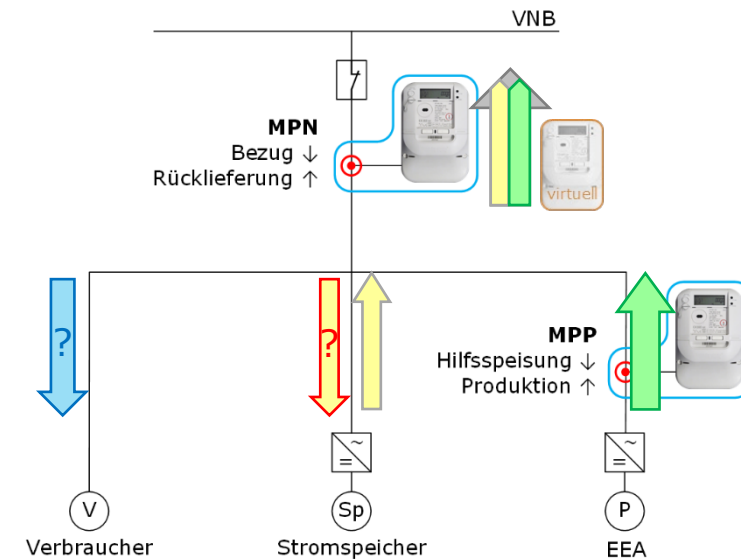 VNB
MPN
Bezug ↓
Rücklieferung ↑
virtuell
?
?
MPP
Hilfsspeisung ↓
Produktion ↑
~
=
~
=
V
Sp
P
Verbraucher
Stromspeicher
EEA